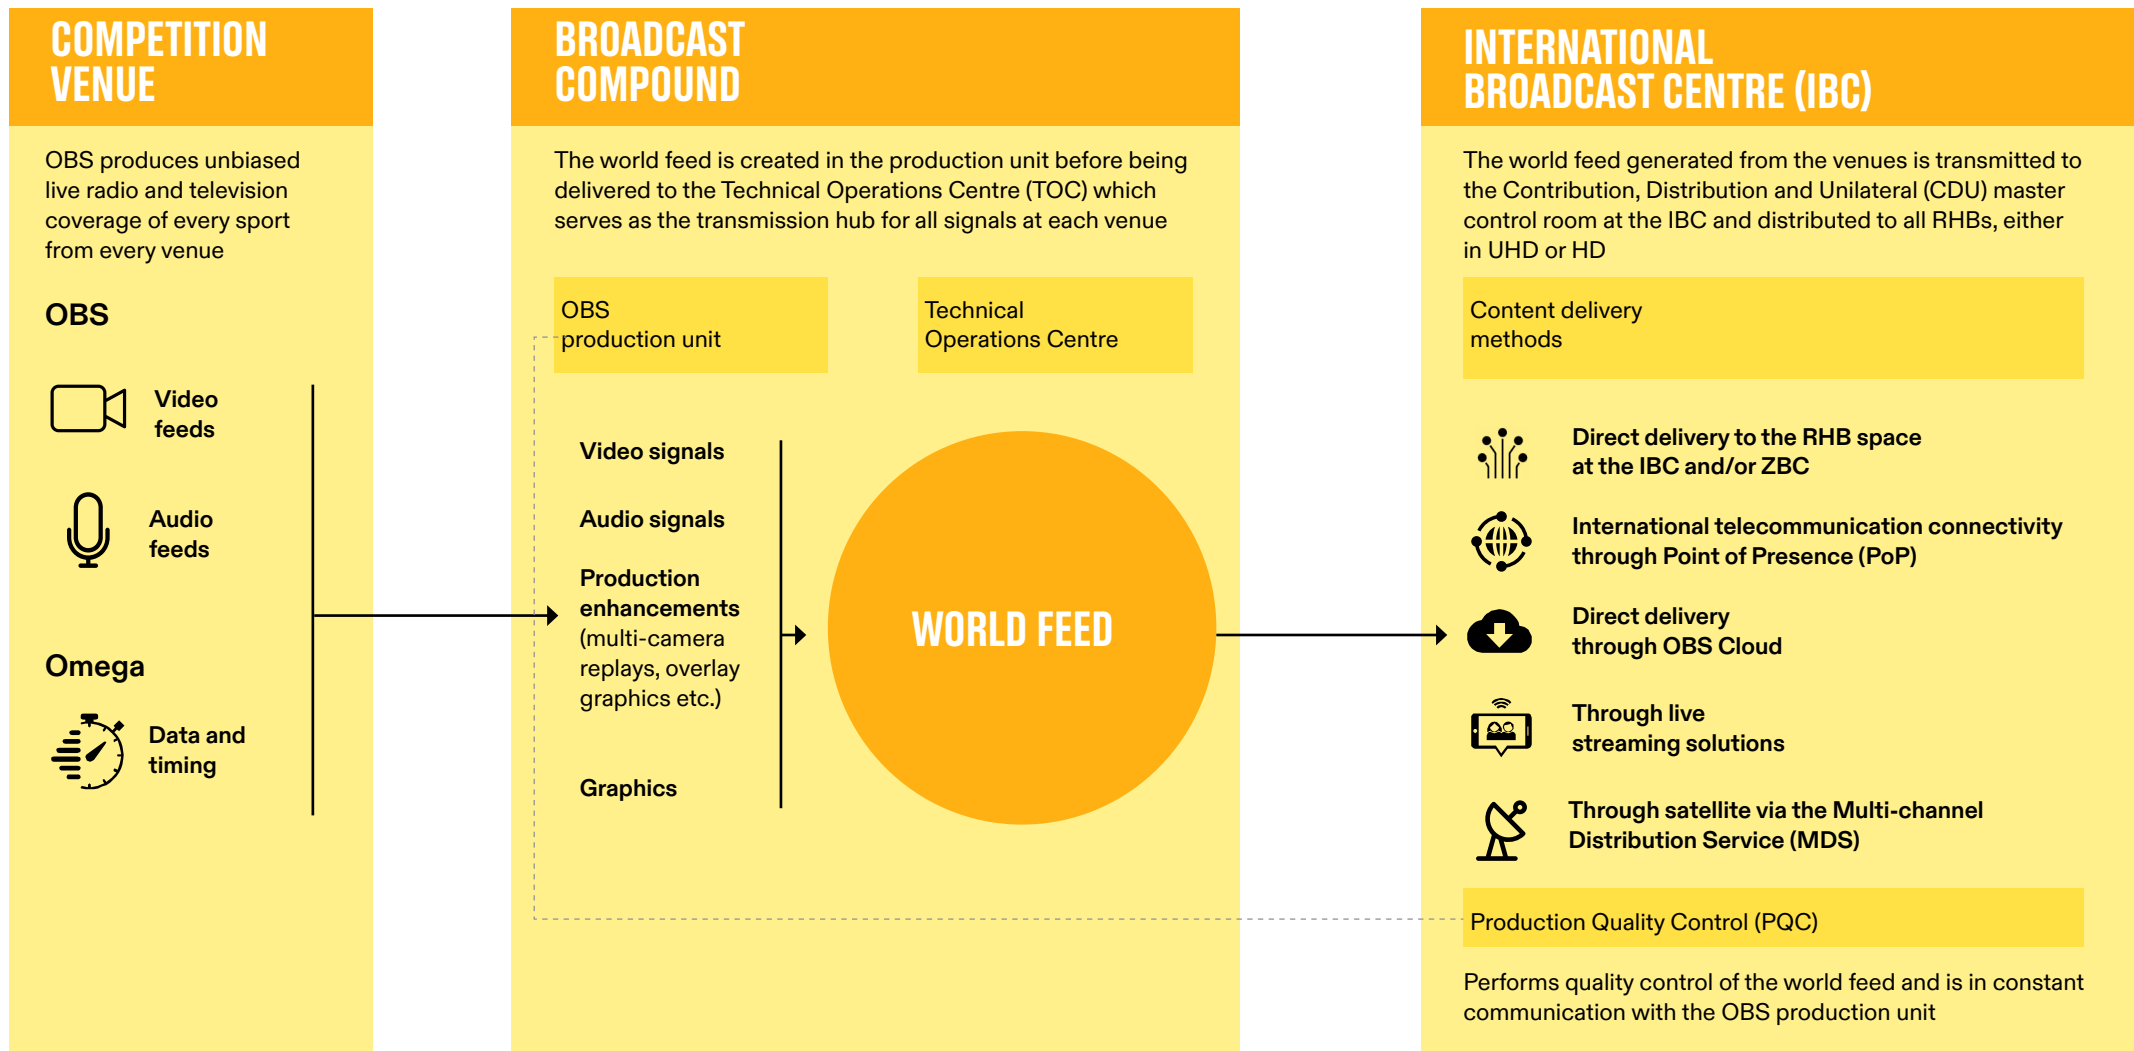 COMPETITION
VENUE
OBS produces unbiased
live radio and television
coverage of every sport
from every venue
OBS
Video
feeds
Audio
feeds
Omega
Data and
timing
BROADCAST
COMPOUND
The world feed is created in the production unit before being
delivered to the Technical Operations Centre (TOC) which
serves as the transmission hub for all signals at each venue
OBS
production unit
Technical
Operations Centre
Video signals
Audio signals
Production
enhancements
(multi-camera
replays, overlay
graphics etc.)
Graphics
WORLD FEED
INTERNATIONAL
BROADCAST CENTRE (IBC)
The world feed generated from the venues is transmitted to
the Contribution, Distribution and Unilateral (CDU) master
control room at the IBC and distributed to all RHBs, either
in UHD or HD
Content delivery
methods
Direct delivery to the RHB space
at the IBC and/or ZBC
International telecommunication connectivity
through Point of Presence (PoP)
Direct delivery
through OBS Cloud
Through live
streaming solutions
Through satellite via the Multi-channel
Distribution Service (MDS)
Production Quality Control (PQC)
Performs quality control of the world feed and is in constant
communication with the OBS production unit